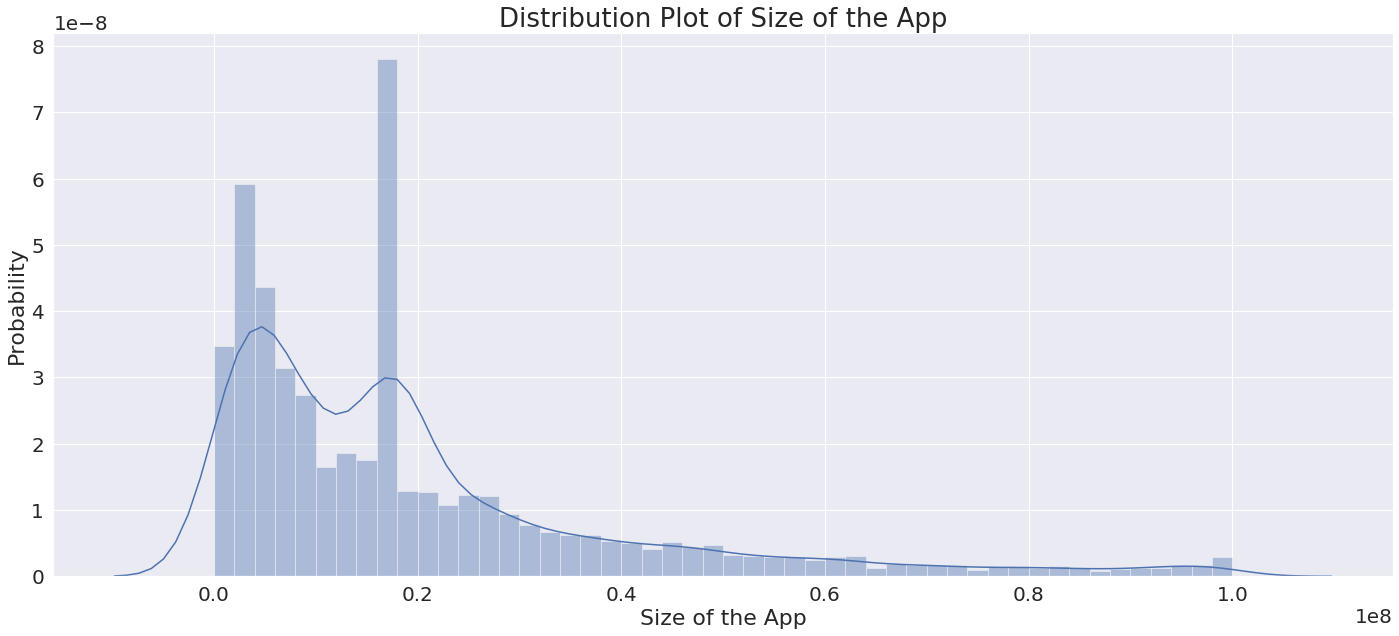 Distribution Plot of Size of the App
1e−8
8
7
6
5
4
3
2
1
0
Probability
0.0 0.2 0.4 0.6 0.8 1.0
Size of the App
1e8